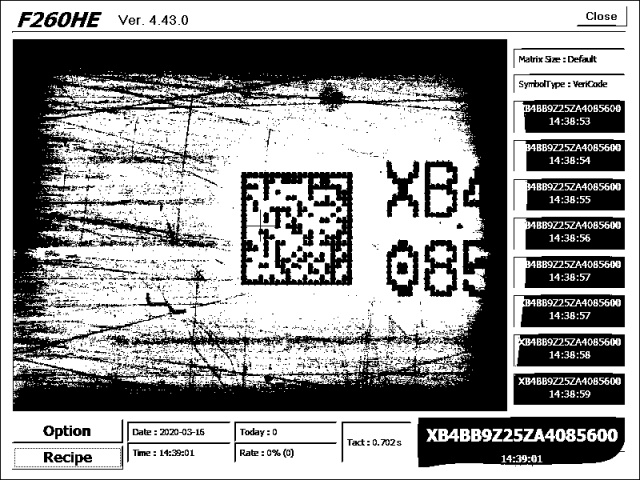 F260HE Ver. 4.43.0
Close
Matrix Size : Default
SymbolType : VeriCode
XB4BB9Z25ZA4085600
14:38:53
XB4BB9Z25ZA4085600
14:38:54
XB4BB9Z25ZA4085600
14:38:55
XB4BB9Z25ZA4085600
14:38:56
XB4BB9Z25ZA4085600
14:38:57
XB4BB9Z25ZA4085600
14:38:57
XB4BB9Z25ZA4085600
14:38:58
XB4BB9Z25ZA4085600
14:38:59
XB4
085
Option
Recipe
Date : 2020-03-16
Time : 14:39:01
Today : 0
Rate : 0% (0)
Tact : 0.702 s
XB4BB9Z25ZA4085600
14:39:01